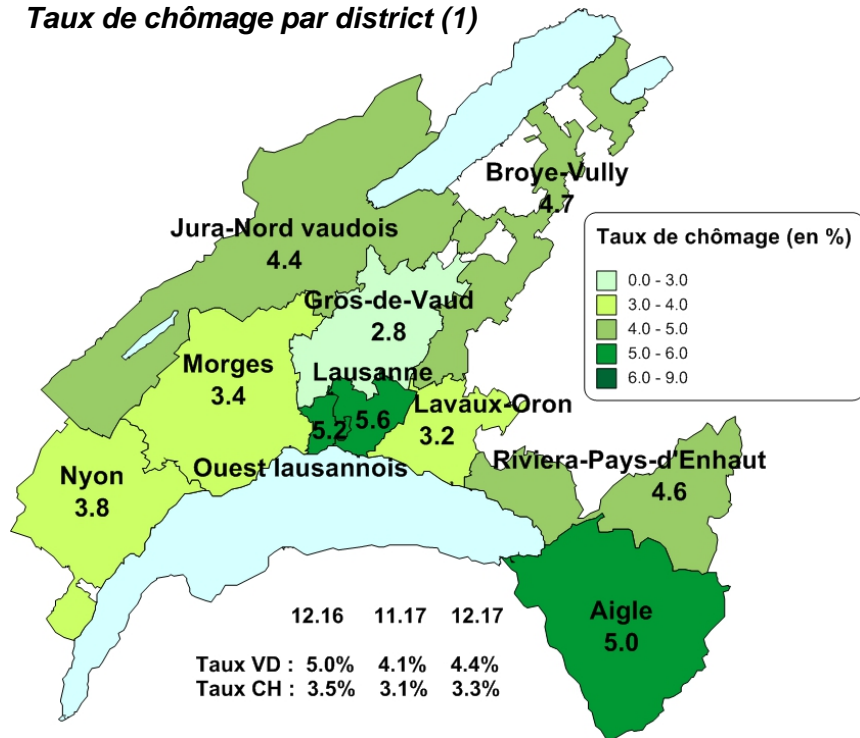 Taux de chômage par district (1)
Broye-Vully
4.7
Jura-Nord vaudois
4.4
Taux de chômage (en %)
0.0 - 3.0
3.0 - 4.0
4.0 - 5.0
5.0 - 6.0
6.0 - 9.0
Gros-de-Vaud
2.8
Morges
3.4
Lausanne
5.6
5.2
Lavaux-Oron
3.2
Ouest lausannois
Riviera-Pays-d'Enhaut
4.6
Nyon
3.8
Aigle
5.0
12.16 11.17 12.17
Taux VD : 5.0% 4.1% 4.4%
Taux CH : 3.5% 3.1% 3.3%